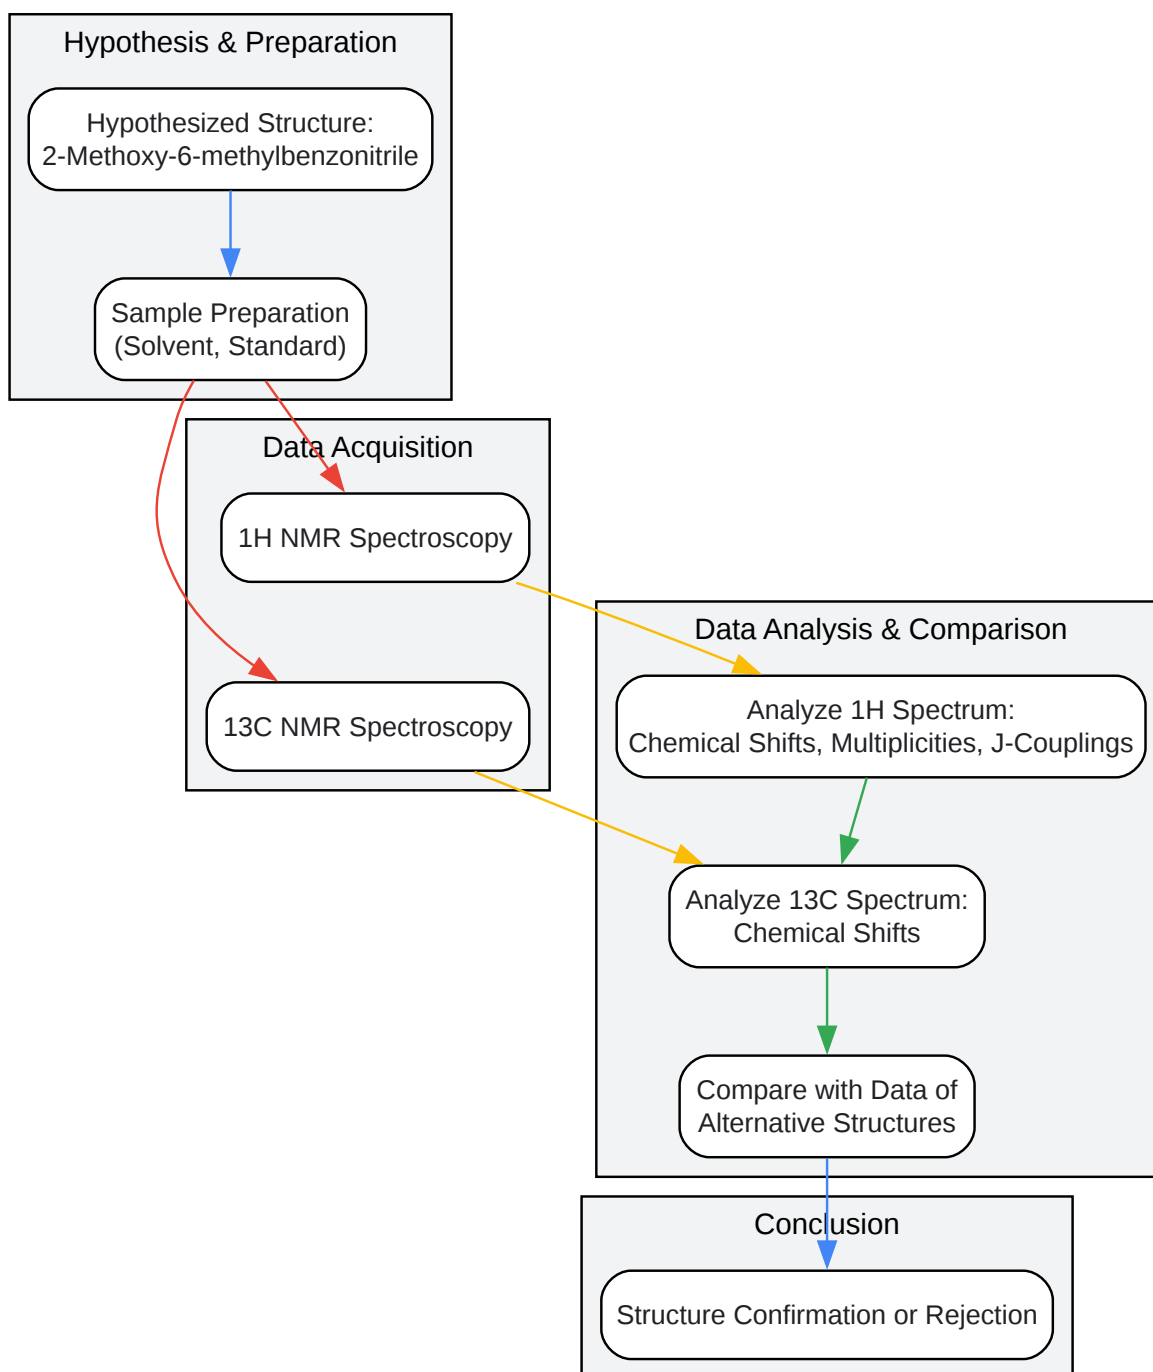 Hypothesis & Preparation
Hypothesized Structure:
2-Methoxy-6-methylbenzonitrile
Sample Preparation
(Solvent, Standard)
Data Acquisition
1H NMR Spectroscopy
13C NMR Spectroscopy
Data Analysis & Comparison
Analyze 1H Spectrum:
Chemical Shifts, Multiplicities, J-Couplings
Analyze 13C Spectrum:
Chemical Shifts
Compare with Data of
Alternative Structures
Conclusion
Structure Confirmation or Rejection